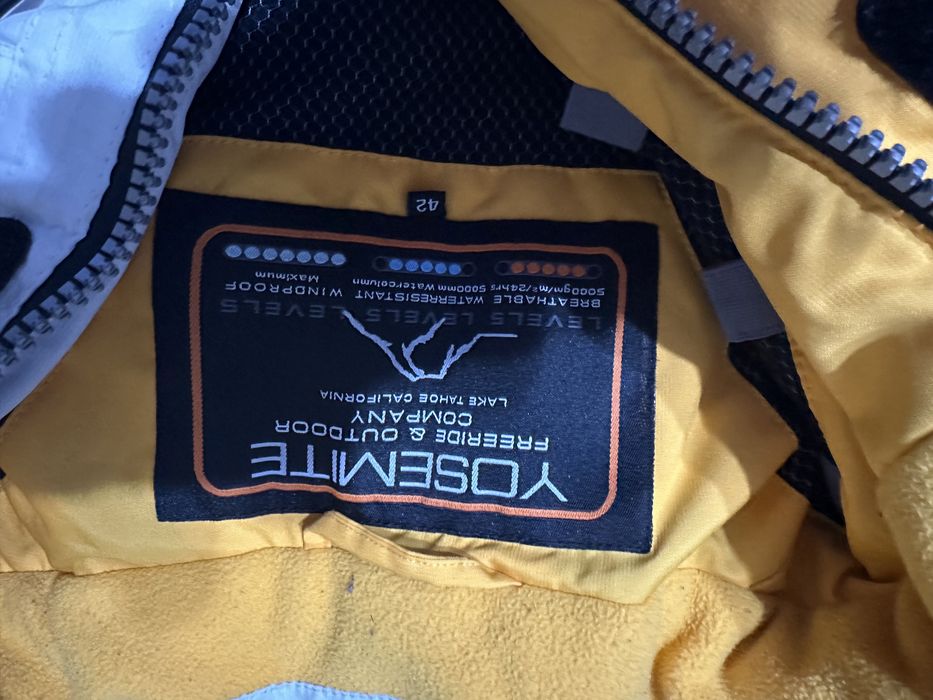 YOSEMITE
FREERIDE & OUTDOOR
COMPANY
LAKE TAHOE CALIFORNIA
LEVELS LEVELS LEVELS
BREATHABLE WATERRESISTANT WINDPROOF
5000gm/m²/24hrs 5000mm Watercolumn Maximum
42